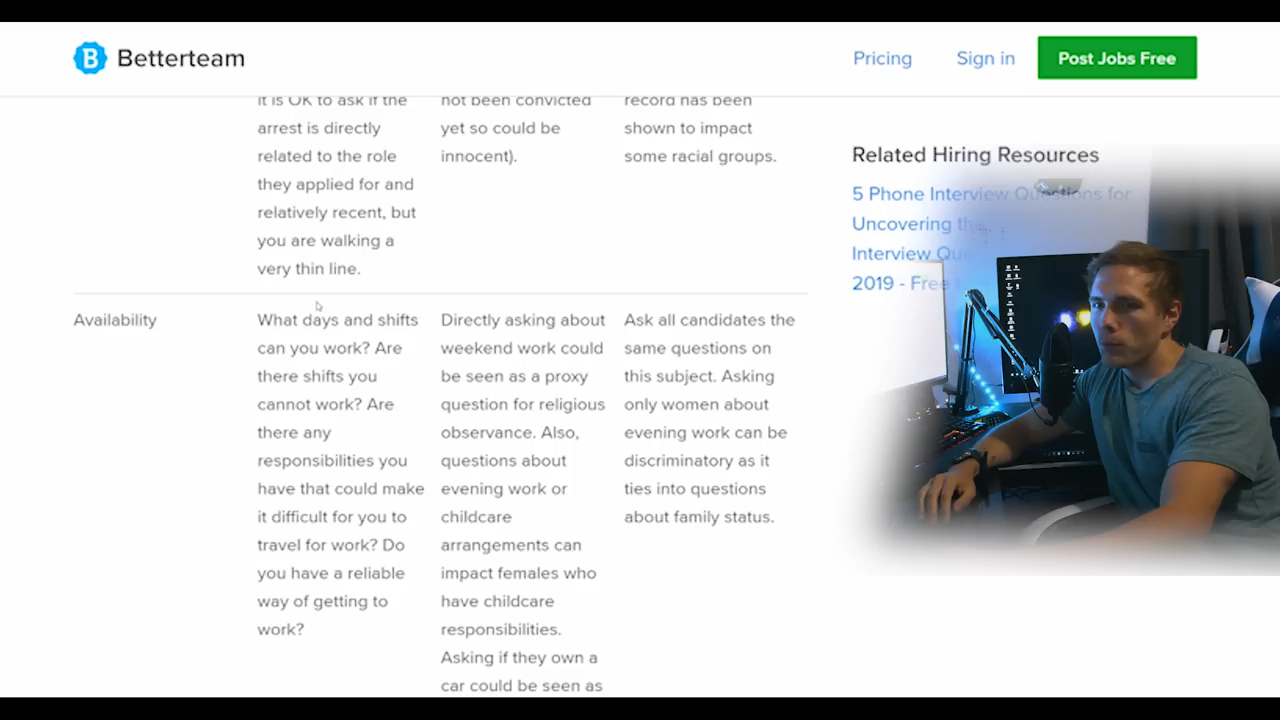 Betterteam
Pricing
Sign in
Post Jobs Free
it is OK to ask if the
arrest is directly
related to the role
they applied for and
relatively recent, but
you are walking a
very thin line.
not been convicted
yet so could be
innocent).
record has been
shown to impact
some racial groups.
Availability
What days and shifts
can you work? Are
there shifts you
cannot work? Are
there any
responsibilities you
have that could make
it difficult for you to
travel for work? Do
you have a reliable
way of getting to
work?
Directly asking about
weekend work could
be seen as a proxy
question for religious
observance. Also,
questions about
evening work or
childcare
arrangements can
impact females who
have childcare
responsibilities.
Asking if they own a
car could be seen as
Ask all candidates the
same questions on
this subject. Asking
only women about
evening work can be
discriminatory as it
ties into questions
about family status.
Related Hiring Resources
5 Phone Interview Questions for
Uncovering
Interview
2019 - Free